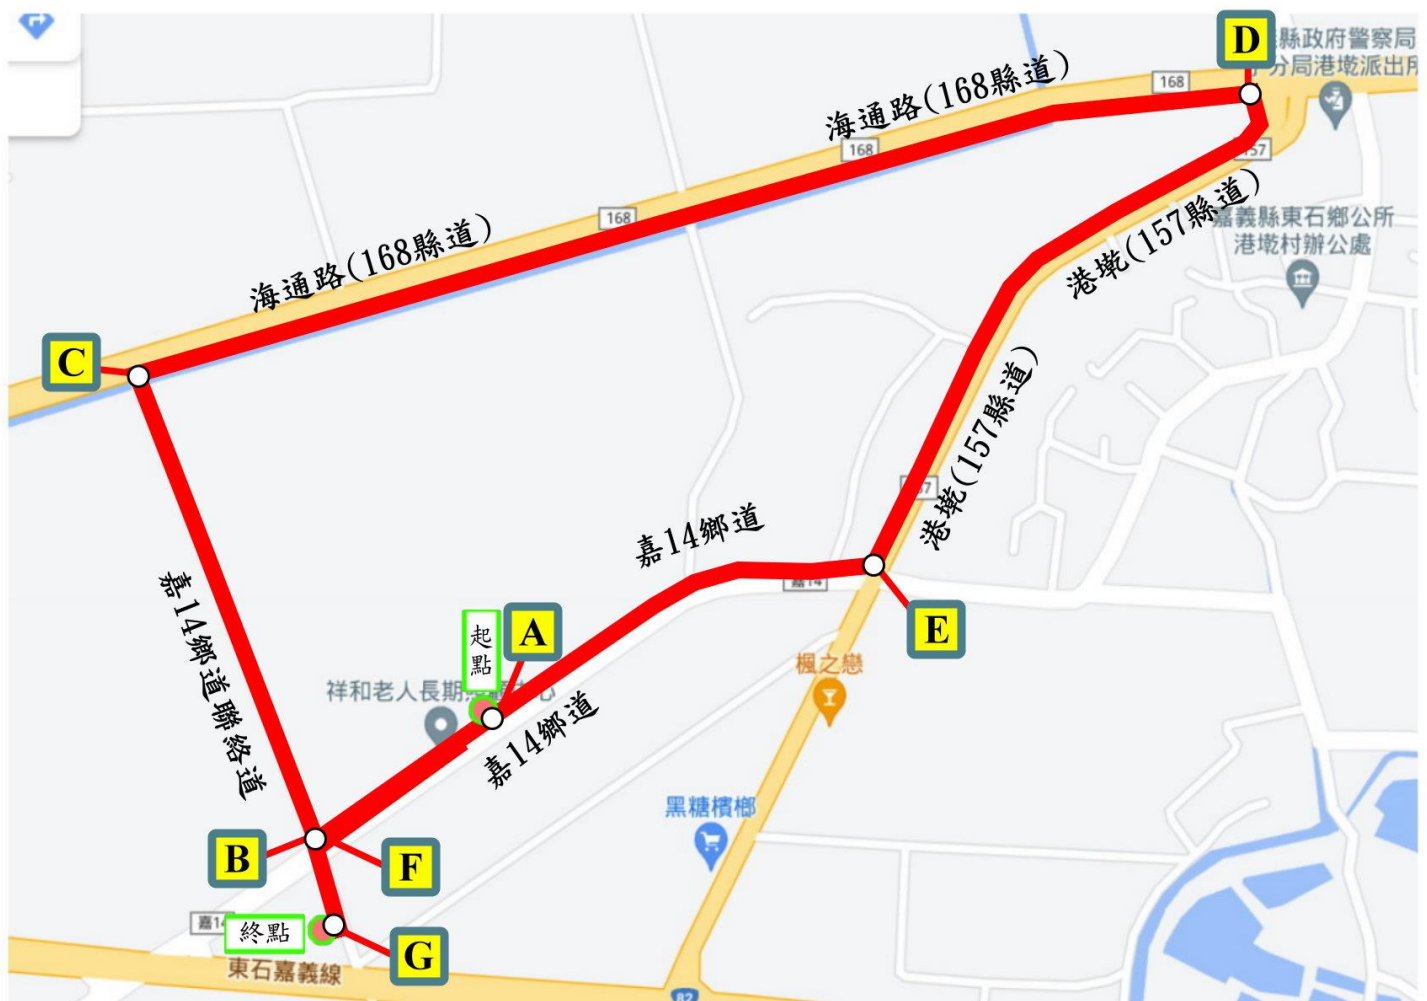 D
縣政府警察局
分局港墘派出所
168
海通路(168縣道)
168
157
168
海通路(168縣道)
港墘(157縣道)
嘉義縣東石鄉公所
港墘村辦公處
C
港墘(157縣道)
嘉14鄉道
嘉14
嘉14鄉道聯絡道
起點
A
E
楓之戀
祥和老人長期
心
嘉14鄉道
黑糖檳榔
B
F
嘉14
終點
G
東石嘉義線
82